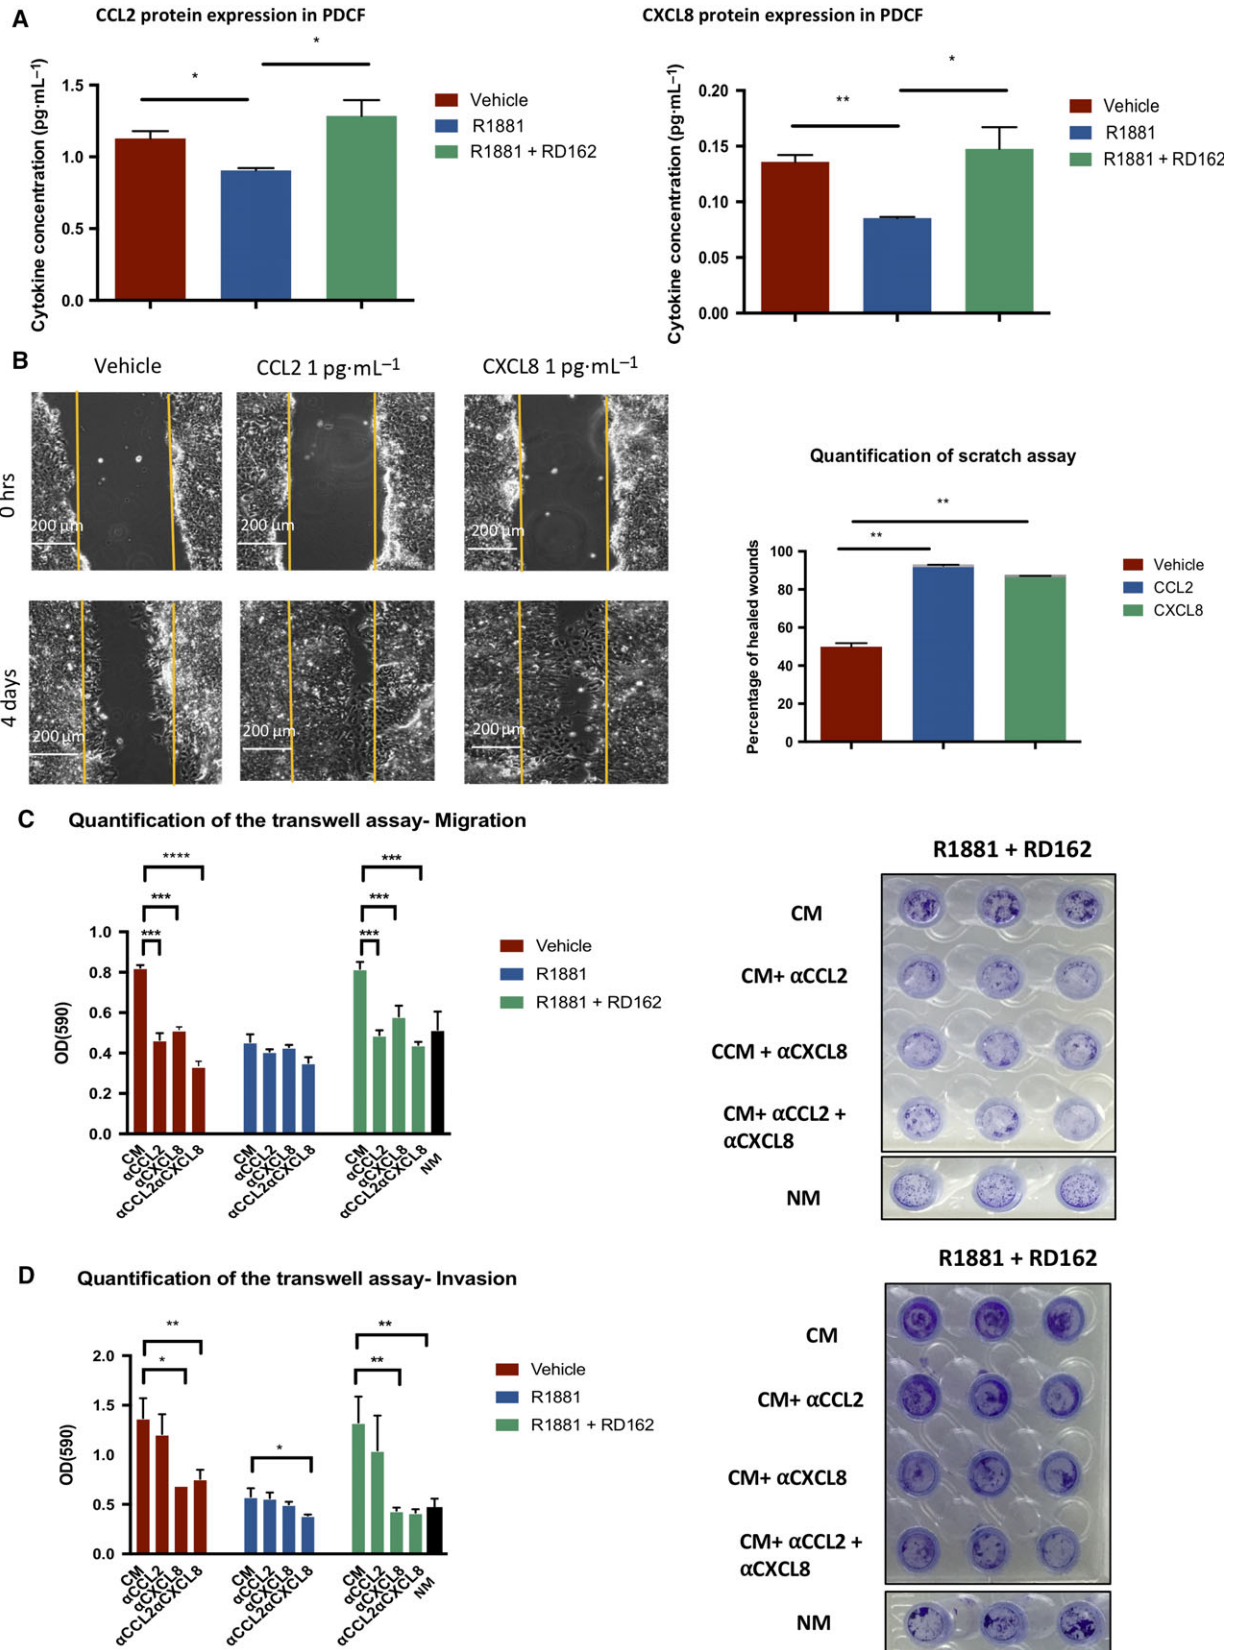 A
CCL2 protein expression in PDCF
CXCL8 protein expression in PDCF
*
*
Cytokine concentration (pg·mL−1)
1.5
1.0
0.5
0.0
Vehicle
R1881
R1881 + RD162
*
**
Cytokine concentration (pg·mL−1)
0.20
0.15
0.10
0.05
0.00
Vehicle
R1881
R1881 + RD162
B
Vehicle
CCL2 1 pg·mL−1
CXCL8 1 pg·mL−1
0 hrs
200 µm
200 µm
200 µm
4 days
200 µm
200 µm
200 µm
Quantification of scratch assay
**
**
Percentage of healed wounds
100
80
60
40
20
0
Vehicle
CCL2
CXCL8
C
Quantification of the transwell assay- Migration
****
***
***
***
***
***
OD(590)
1.0
0.8
0.6
0.4
0.2
0.0
CM
αCCL2
αCXCL8
αCCL2αCXCL8
CM
αCCL2
αCXCL8
αCCL2αCXCL8
CM
αCCL2
αCXCL8
αCCL2αCXCL8
NM
Vehicle
R1881
R1881 + RD162
R1881 + RD162
CM
CM+ αCCL2
CCM + αCXCL8
CM+ αCCL2 +
αCXCL8
NM
D
Quantification of the transwell assay- Invasion
**
*
*
**
**
OD(590)
2.0
1.5
1.0
0.5
0.0
CM
αCCL2
αCXCL8
αCCL2αCXCL8
CM
αCCL2
αCXCL8
αCCL2αCXCL8
CM
αCCL2
αCXCL8
αCCL2αCXCL8
NM
Vehicle
R1881
R1881 + RD162
R1881 + RD162
CM
CM+ αCCL2
CM+ αCXCL8
CM+ αCCL2 +
αCXCL8
NM